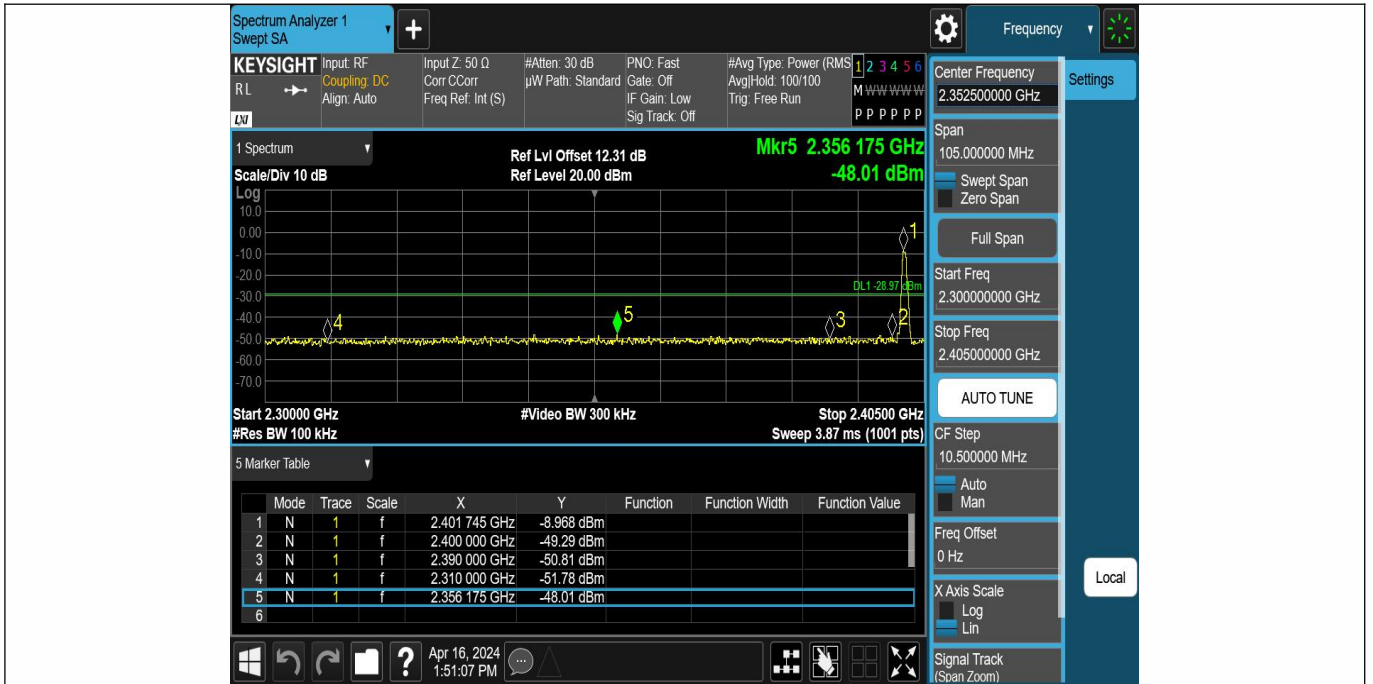 Spectrum Analyzer 1
Swept SA
+
Frequency
KEYSIGHT
RL
LXI
Input: RF
Coupling: DC
Align: Auto
Input Z: 50 Ω
Corr CCorr
Freq Ref: Int (S)
#Atten: 30 dB
µW Path: Standard
PNO: Fast
Gate: Off
IF Gain: Low
Sig Track: Off
#Avg Type: Power (RMS
Avg|Hold: 100/100
Trig: Free Run
1 2 3 4 5 6
M W W W W W
P P P P P P
1 Spectrum
Scale/Div 10 dB
Ref Lvl Offset 12.31 dB
Ref Level 20.00 dBm
Mkr5 2.356 175 GHz
-48.01 dBm
Log
10.0
0.00
-10.0
-20.0
-30.0
-40.0
-50.0
-60.0
-70.0
1
DL1 -28.97 dBm
4
5
3
2
Start 2.30000 GHz
#Video BW 300 kHz
Stop 2.40500 GHz
#Res BW 100 kHz
Sweep 3.87 ms (1001 pts)
5 Marker Table
Mode Trace Scale X Y Function Function Width Function Value
1 N 1 f 2.401 745 GHz -8.968 dBm
2 N 1 f 2.400 000 GHz -49.29 dBm
3 N 1 f 2.390 000 GHz -50.81 dBm
4 N 1 f 2.310 000 GHz -51.78 dBm
5 N 1 f 2.356 175 GHz -48.01 dBm
6
?
Apr 16, 2024
1:51:07 PM
Center Frequency
2.352500000 GHz
Settings
Span
105.000000 MHz
Swept Span
Zero Span
Full Span
Start Freq
2.300000000 GHz
Stop Freq
2.405000000 GHz
AUTO TUNE
CF Step
10.500000 MHz
Auto
Man
Freq Offset
0 Hz
Local
X Axis Scale
Log
Lin
Signal Track
(Span Zoom)